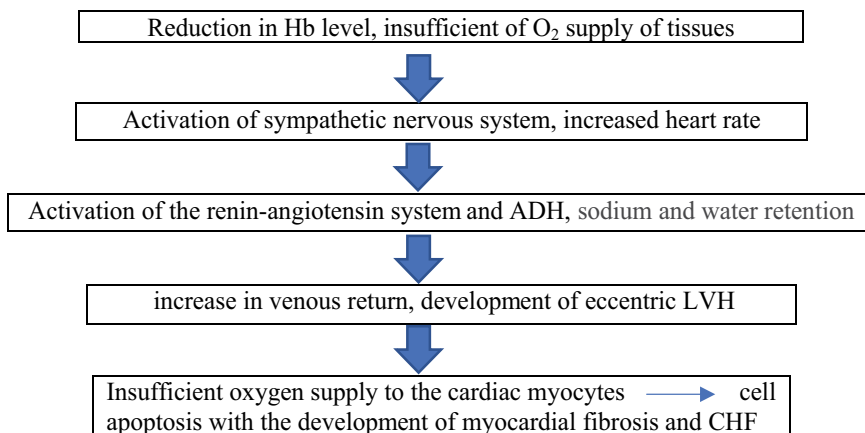 Reduction in Hb level, insufficient of O₂ supply of tissues
Activation of sympathetic nervous system, increased heart rate
Activation of the renin-angiotensin system and ADH, sodium and water retention
increase in venous return, development of eccentric LVH
Insufficient oxygen supply to the cardiac myocytes → cell
apoptosis with the development of myocardial fibrosis and CHF